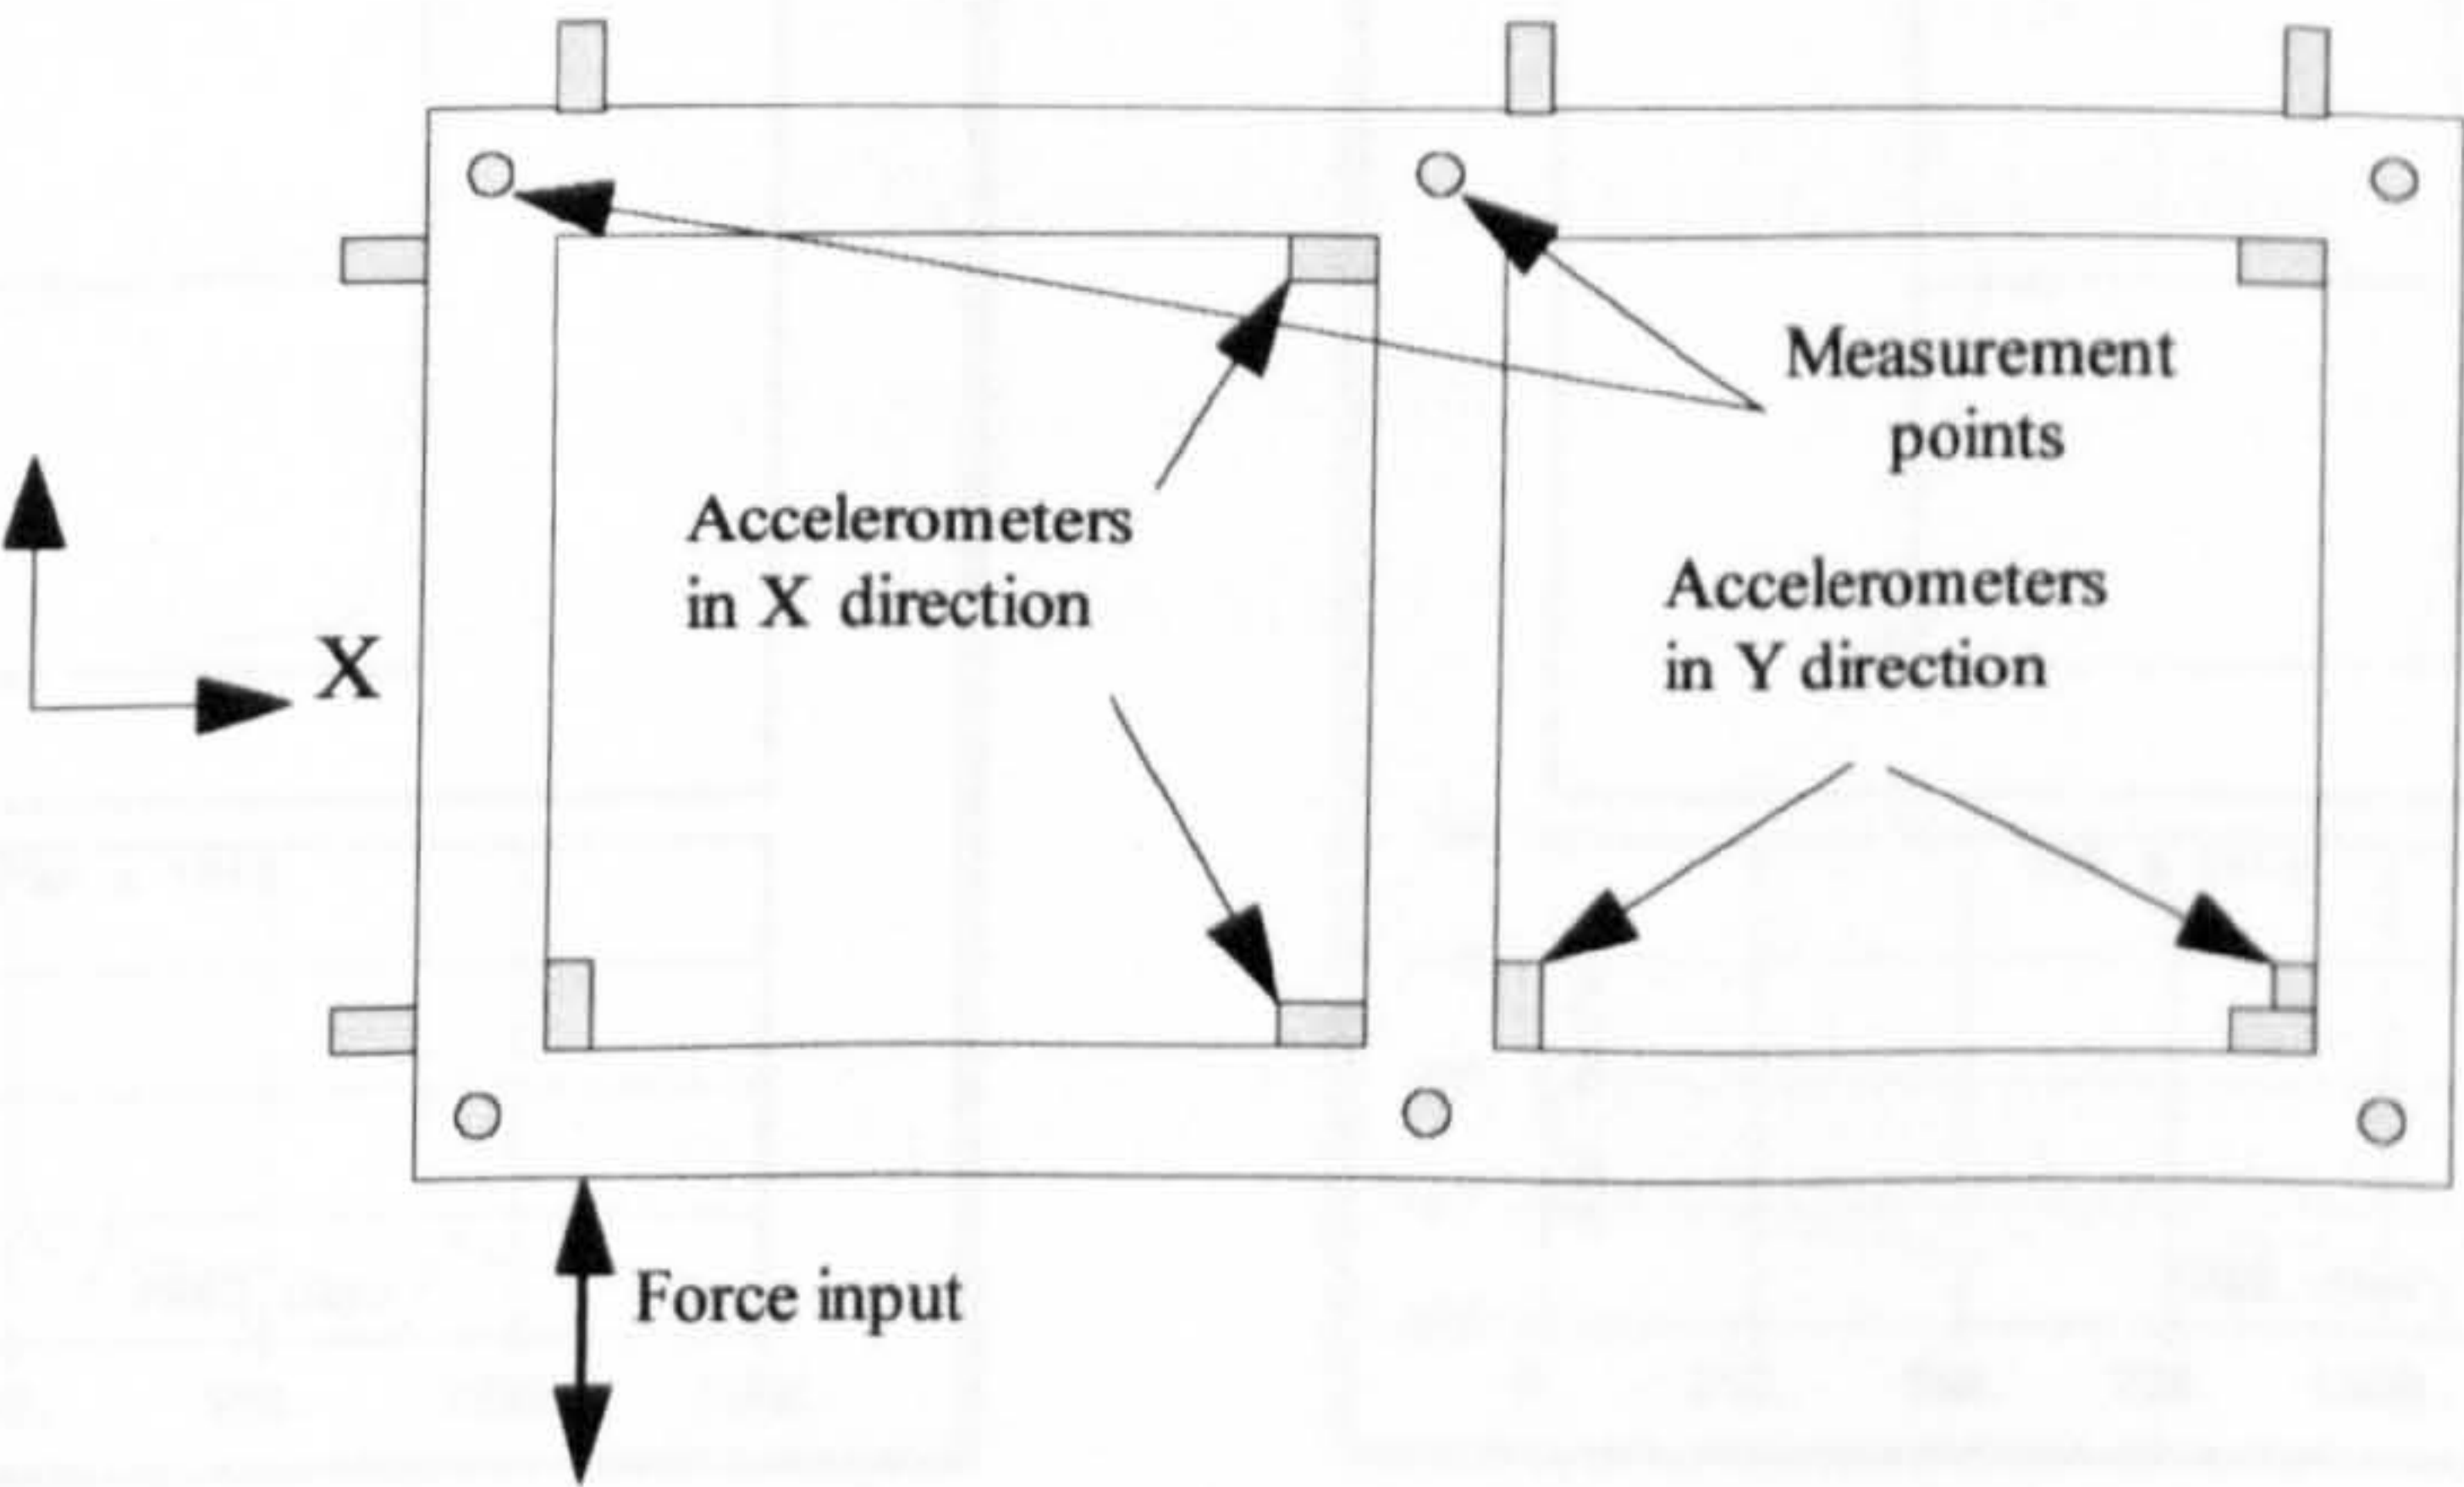 Measurement
points
Accelerometers
in X direction
Accelerometers
in Y direction
X
Force input